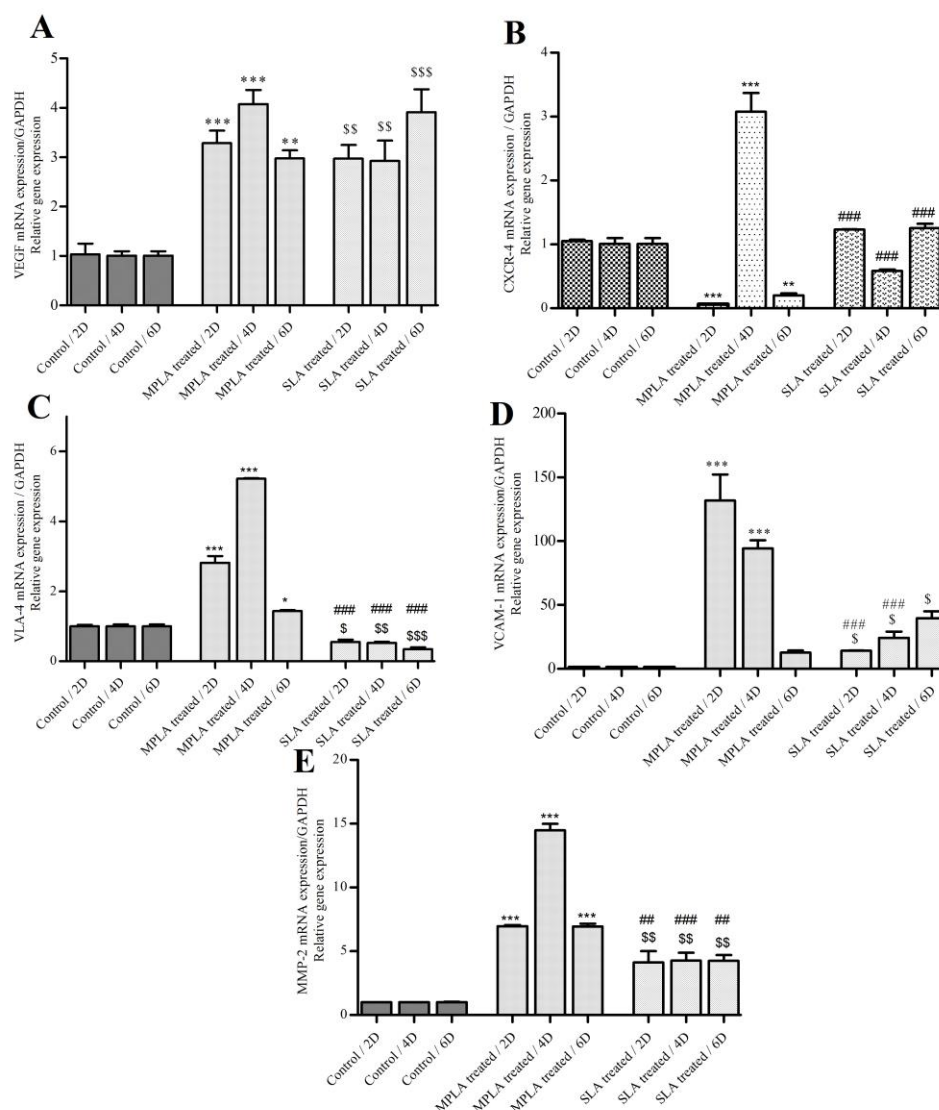 A
VEGF mRNA expression/GAPDH
Relative gene expression
5
4
3
2
1
0
***
***
**
$$
$$
$$$
Control / 2D
Control / 4D
Control / 6D
MPLA treated / 2D
MPLA treated / 4D
MPLA treated / 6D
SLA treated / 2D
SLA treated / 4D
SLA treated / 6D
B
CXCR-4 mRNA expression / GAPDH
Relative gene expression
4
3
2
1
0
***
***
**
###
###
###
Control / 2D
Control / 4D
Control / 6D
MPLA treated / 2D
MPLA treated / 4D
MPLA treated / 6D
SLA treated / 2D
SLA treated / 4D
SLA treated / 6D
C
VLA-4 mRNA expression / GAPDH
Relative gene expression
6
4
2
0
***
***
*
### ### ###
$ $$ $$$
Control / 2D
Control / 4D
Control / 6D
MPLA treated / 2D
MPLA treated / 4D
MPLA treated / 6D
SLA treated / 2D
SLA treated / 4D
SLA treated / 6D
D
VCAM-1 mRNA expression/GAPDH
Relative gene expression
200
150
100
50
0
***
***
###
$
###
$
$
Control / 2D
Control / 4D
Control / 6D
MPLA treated / 2D
MPLA treated / 4D
MPLA treated / 6D
SLA treated / 2D
SLA treated / 4D
SLA treated / 6D
E
MMP-2 mRNA expression/GAPDH
Relative gene expression
20
15
10
5
0
***
***
***
## ### ##
$$ $$ $$
Control / 2D
Control / 4D
Control / 6D
MPLA treated / 2D
MPLA treated / 4D
MPLA treated / 6D
SLA treated / 2D
SLA treated / 4D
SLA treated / 6D